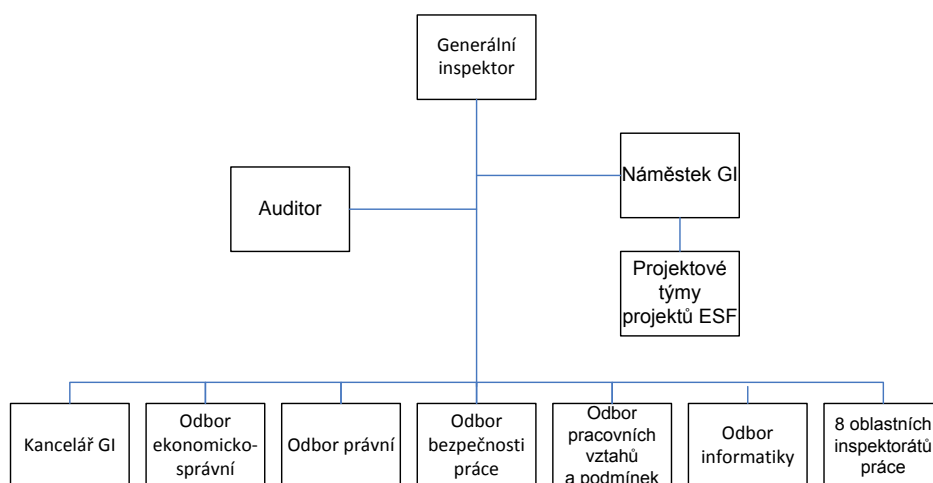 Generální
inspektor
Náměstek GI
Auditor
Projektové
týmy
projektů ESF
Kancelář GI
Odbor
ekonomicko-
správní
Odbor právní
Odbor
bezpečnosti
práce
Odbor
pracovních
vztahů
a podmínek
Odbor
informatiky
8 oblastních
inspektorátů
práce